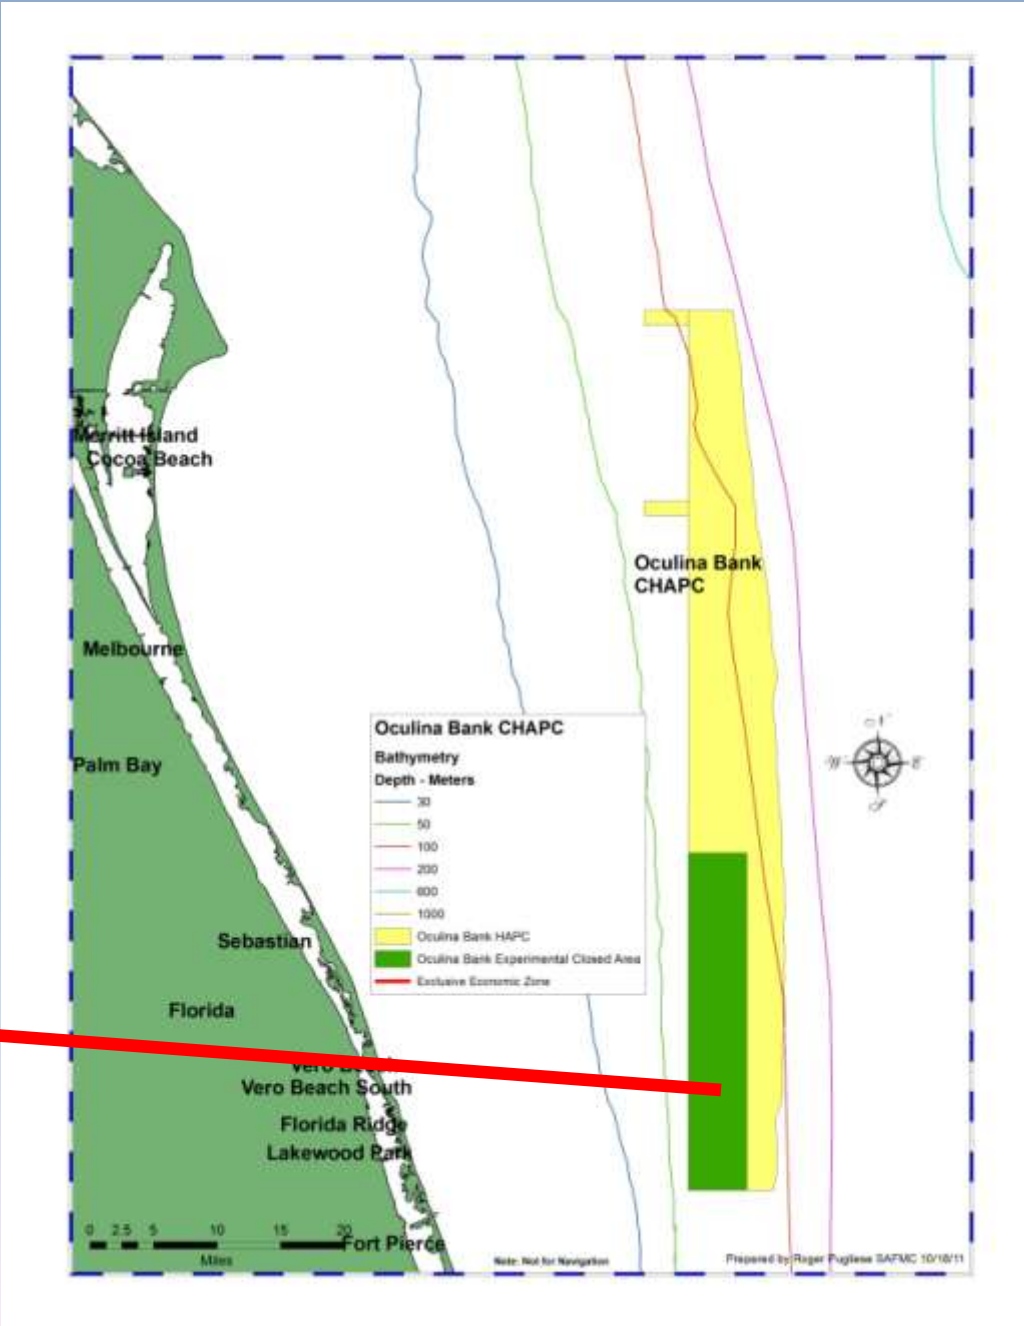 Merritt Island
Cocoa Beach
Oculina Bank
CHAPC
Melbourne
Palm Bay
Oculina Bank CHAPC
Bathymetry
Depth - Meters
30
50
100
200
600
1000
Oculina Bank HAPC
Oculina Bank Experimental Closed Area
Exclusive Economic Zone
N
W
E
S
Sebastian
Florida
Vero Beach South
Florida Ridge
Lakewood Park
0 2.5 5 10 15 20
Miles
Fort Pierce
Note: Not for Navigation
Prepared by Roger Pugliese SAFMC 10/18/11